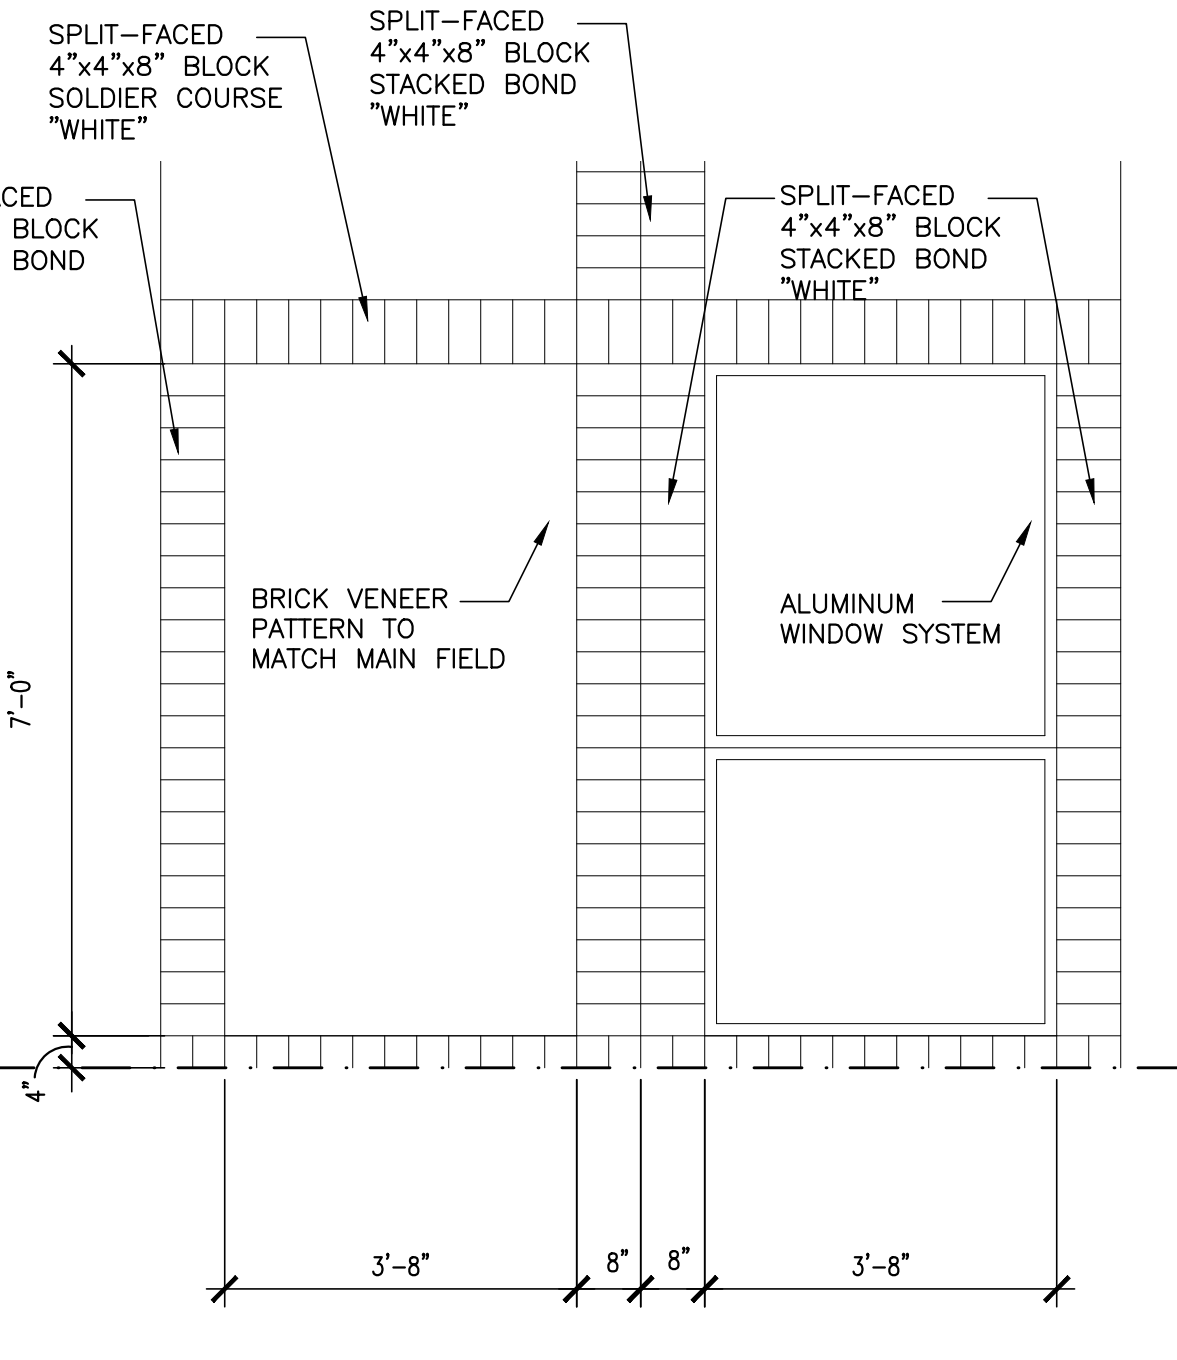 SPLIT-FACED
4"x4"x8" BLOCK
SOLDIER COURSE
"WHITE"
SPLIT-FACED
4"x4"x8" BLOCK
STACKED BOND
"WHITE"
BLOCK
BOND
SPLIT-FACED
4"x4"x8" BLOCK
STACKED BOND
"WHITE"
BRICK VENEER
PATTERN TO
MATCH MAIN FIELD
ALUMINUM
WINDOW SYSTEM
7'-0"
4"
3'-8"
8"
8"
3'-8"